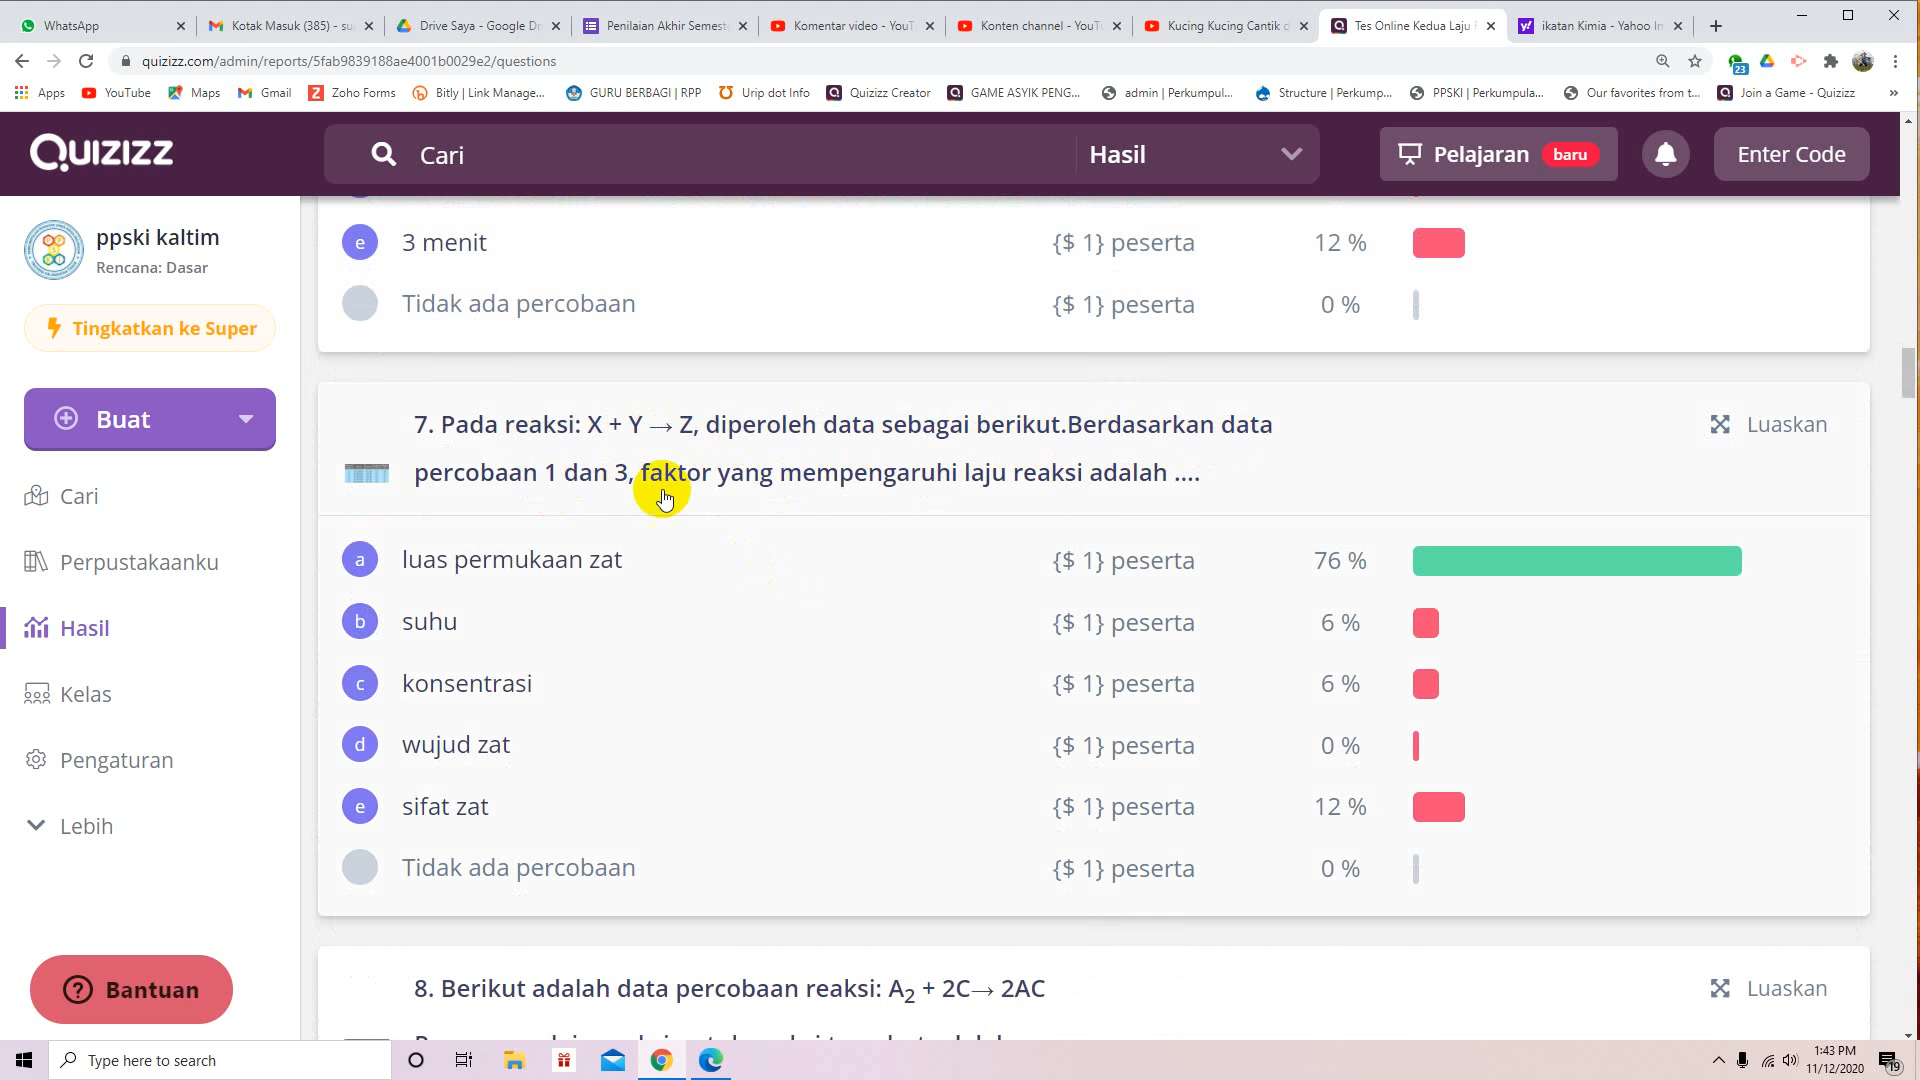 WhatsApp
Kotak Masuk (385) - su
Drive Saya - Google Dr
Penilaian Akhir Semest
Komentar video - YouT
Konten channel - YouTu
Kucing Kucing Cantik d
Tes Online Kedua Laju
ikatan Kimia - Yahoo Im
quizizz.com/admin/reports/5fab9839188ae4001b0029e2/questions
23
Apps
YouTube
Maps
Gmail
Zoho Forms
Bitly | Link Manage...
GURU BERBAGI | RPP
Urip dot Info
Quizizz Creator
GAME ASYIK PENG...
admin | Perkumpul...
Structure | Perkump...
PPSKI | Perkumpula...
Our favorites from t...
Join a Game - Quizizz
Quizizz
Cari
Hasil
Pelajaran baru
Enter Code
ppski kaltim
Rencana: Dasar
Tingkatkan ke Super
Buat
Cari
Perpustakaanku
Hasil
Kelas
Pengaturan
Lebih
Bantuan
e 3 menit {$ 1} peserta 12 %
Tidak ada percobaan {$ 1} peserta 0 %
7. Pada reaksi: X + Y → Z, diperoleh data sebagai berikut.Berdasarkan data
percobaan 1 dan 3, faktor yang mempengaruhi laju reaksi adalah ....
Luaskan
a luas permukaan zat {$ 1} peserta 76 %
b suhu {$ 1} peserta 6 %
c konsentrasi {$ 1} peserta 6 %
d wujud zat {$ 1} peserta 0 %
e sifat zat {$ 1} peserta 12 %
Tidak ada percobaan {$ 1} peserta 0 %
8. Berikut adalah data percobaan reaksi: A2 + 2C→ 2AC
Luaskan
Type here to search
1:43 PM
11/12/2020
19